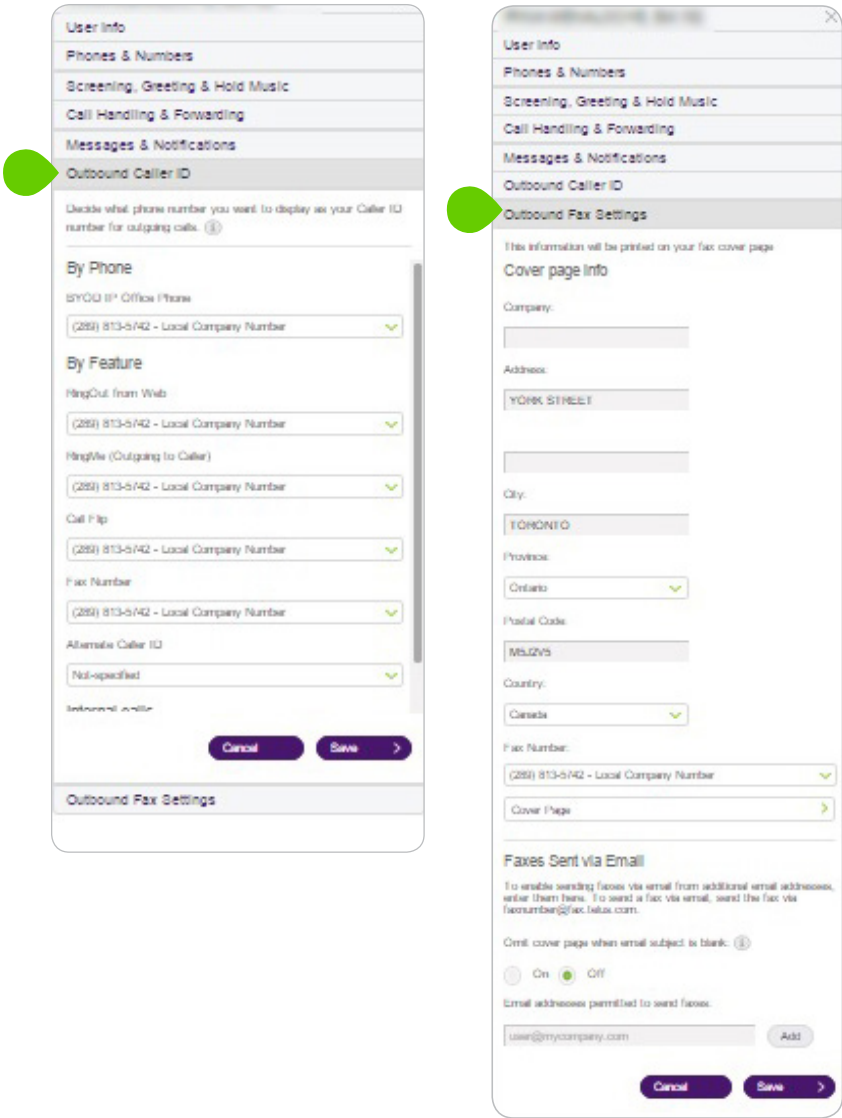 User Info
Phones & Numbers
Screening, Greeting & Hold Music
Call Handling & Forwarding
Messages & Notifications
Outbound Caller ID
Decide what phone number you want to display as your Caller ID
number for outgoing calls.
By Phone
BYOD IP Office Phone
(289) 813-5742 - Local Company Number
By Feature
RingOut from Web
(289) 813-5742 - Local Company Number
RingMe (Outgoing to Caller)
(289) 813-5742 - Local Company Number
Call Flip
(289) 813-5742 - Local Company Number
Fax Number
(289) 813-5742 - Local Company Number
Alternate Caller ID
Not-specified
Internal calls
Cancel
Save
Outbound Fax Settings
User Info
Phones & Numbers
Screening, Greeting & Hold Music
Call Handling & Forwarding
Messages & Notifications
Outbound Caller ID
Outbound Fax Settings
This information will be printed on your fax cover page
Cover page Info
Company:
Address:
YORK STREET
City:
TORONTO
Province:
Ontario
Postal Code:
M5J2V5
Country:
Canada
Fax Number:
(289) 813-5742 - Local Company Number
Cover Page
Faxes Sent via Email
To enable sending faxes via email from additional email addresses,
enter them here. To send a fax via email, send the fax via
faxnumber@fax.telus.com.
Omit cover page when email subject is blank:
On Off
Email addresses permitted to send faxes:
user@mycompany.com
Add
Cancel
Save